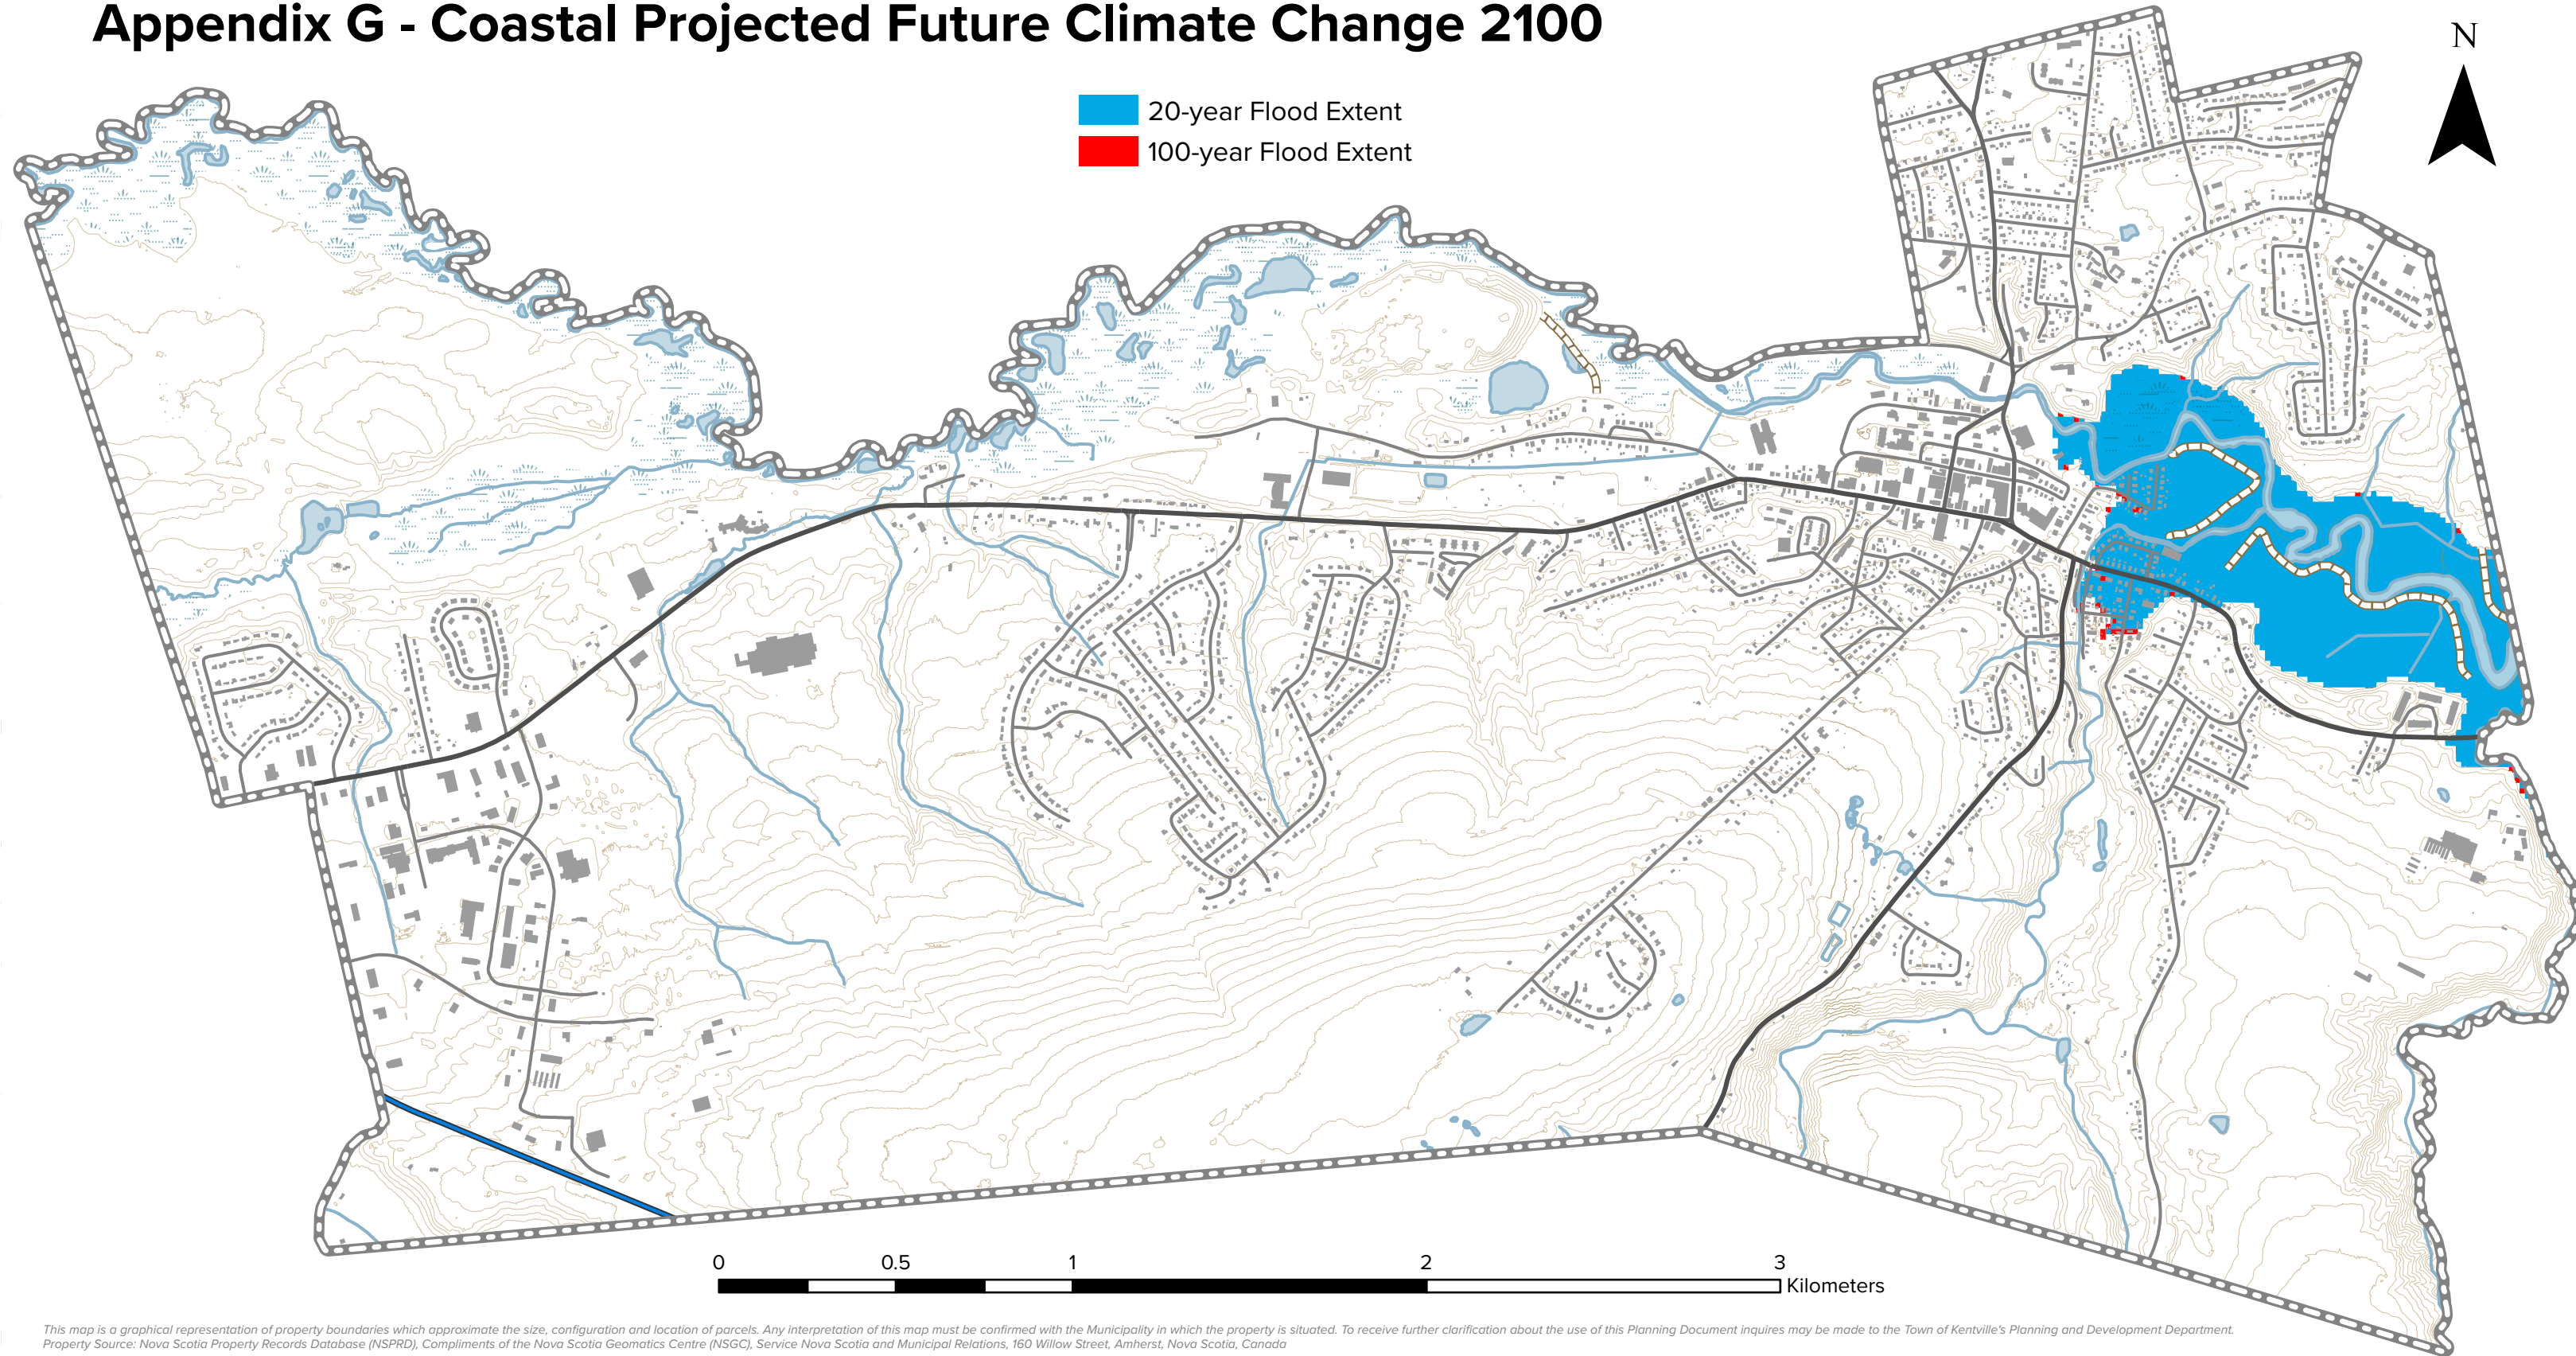 Appendix G - Coastal Projected Future Climate Change 2100
N
20-year Flood Extent
100-year Flood Extent
0 0.5 1 2 3
Kilometers
This map is a graphical representation of property boundaries which approximate the size, configuration and location of parcels. Any interpretation of this map must be confirmed with the Municipality in which the property is situated. To receive further clarification about the use of this Planning Document inquires may be made to the Town of Kentville's Planning and Development Department.
Property Source: Nova Scotia Property Records Database (NSPRD), Compliments of the Nova Scotia Geomatics Centre (NSGC), Service Nova Scotia and Municipal Relations, 160 Willow Street, Amherst, Nova Scotia, Canada